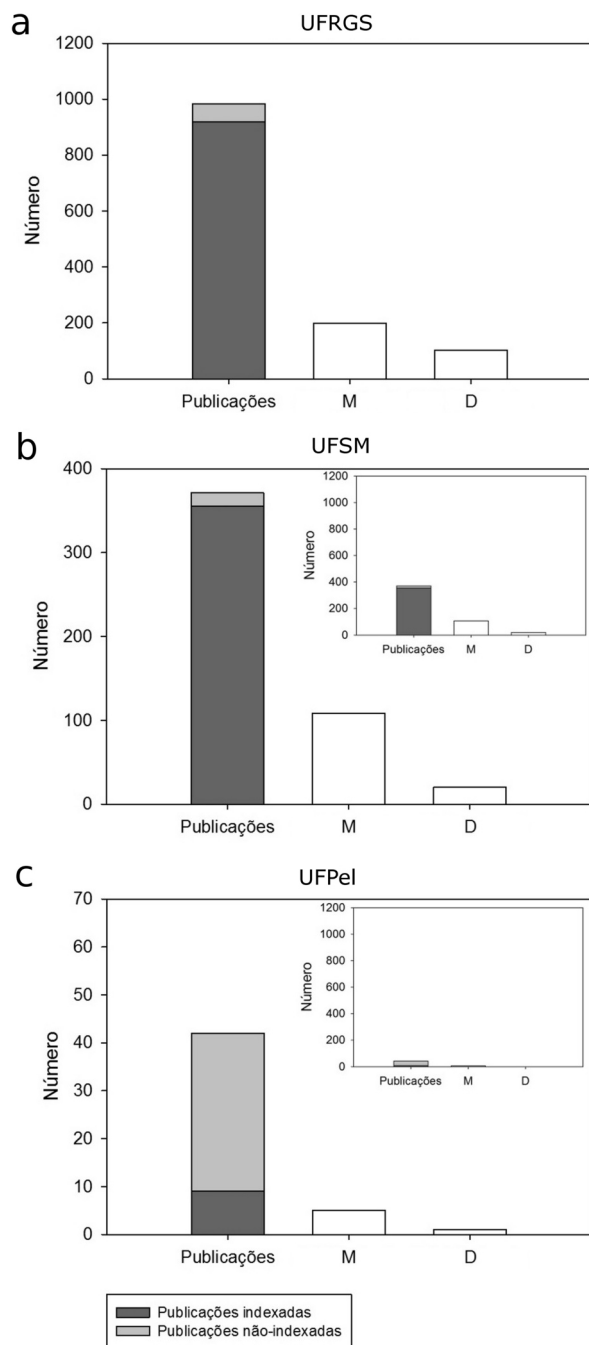 a
UFRGS
1200
1000
800
600
400
200
0
Número
Publicações M D
b
UFSM
400
300
200
100
0
Número
Publicações M D
1200
1000
800
600
400
200
0
Número
Publicações M D
c
UFPel
70
60
50
40
30
20
10
0
Número
Publicações M D
1200
1000
800
600
400
200
0
Número
Publicações M D
Publicações indexadas
Publicações não-indexadas